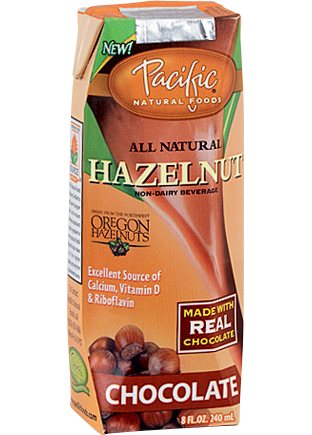 NEW!
Pacific
NATURAL FOODS
ALL NATURAL
HAZELNUT
NON-DAIRY BEVERAGE
OREGON
HAZELNUTS
Excellent Source of
Calcium, Vitamin D
& Riboflavin
MADE WITH
REAL
CHOCOLATE
CHOCOLATE
8 FL.OZ. 240 mL